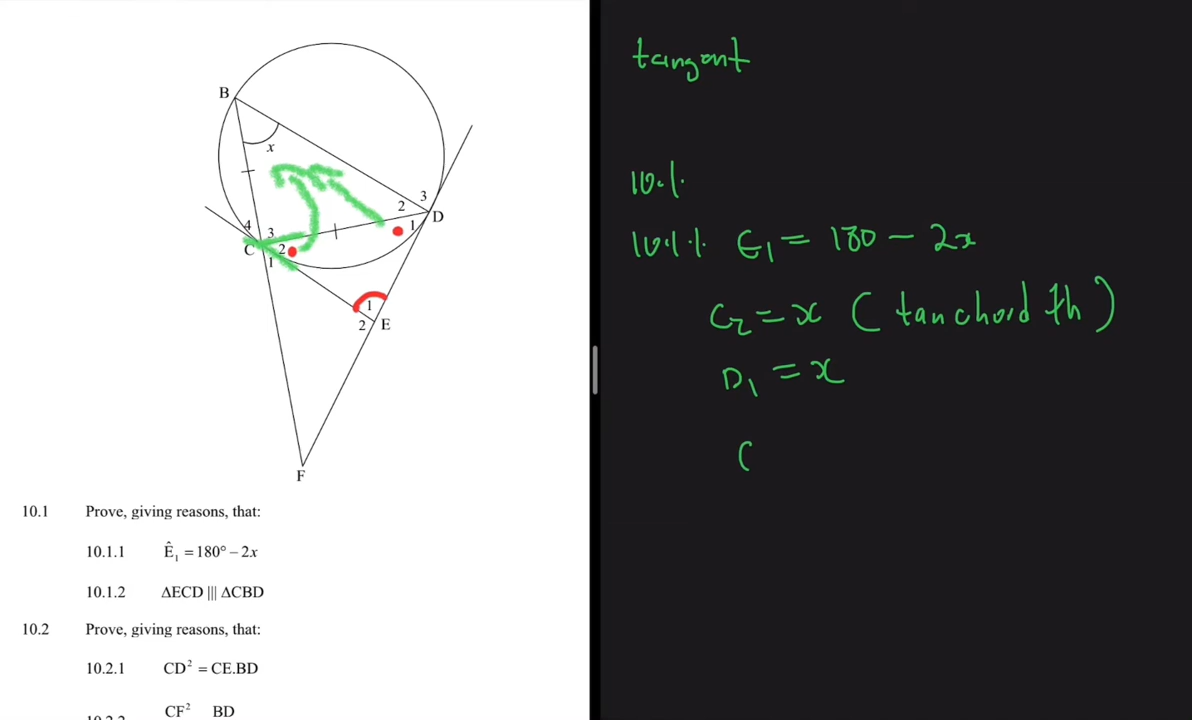 B
x
4
3
C
2
1
2
3
1
D
1
2
E
F
10.1 Prove, giving reasons, that:
10.1.1 Ê₁ = 180° − 2x
10.1.2 ΔECD ||| ΔCBD
10.2 Prove, giving reasons, that:
10.2.1 CD² = CE.BD
CF² BD
tangent
10.1.
10.1.1. E₁ = 180 − 2x
C₂ = x ( tan chord th )
D₁ = x
(